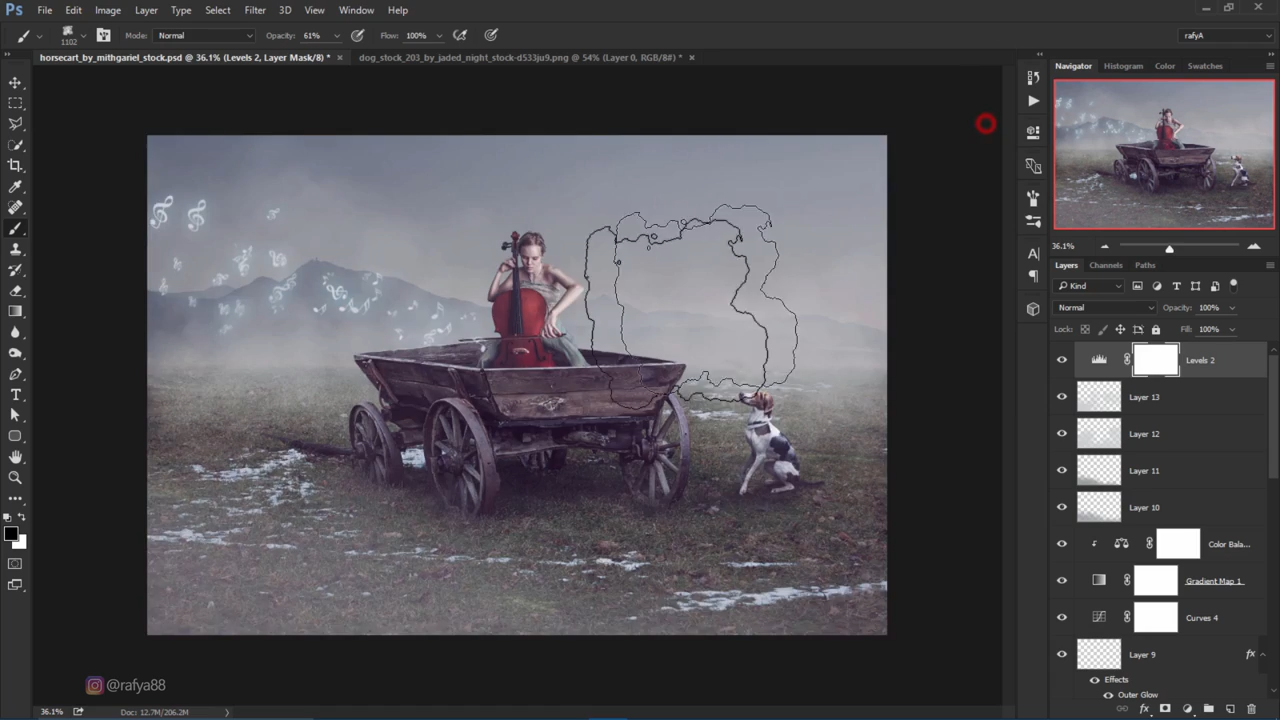 Ps File Edit Image Layer Type Select Filter 3D View Window Help
1102 Mode: Normal Opacity: 61% Flow: 100% rafyA
horsecart_by_mithgariel_stock.psd @ 36.1% (Levels 2, Layer Mask/8) * × dog_stock_203_by_jaded_night_stock-d533ju9.png @ 54% (Layer 0, RGB/8#) * ×
Navigator Histogram Color Swatches
36.1%
Layers Channels Paths
Kind
Normal Opacity: 100%
Lock: Fill: 100%
Levels 2
Layer 13
Layer 12
Layer 11
Layer 10
Color Bala...
Gradient Map 1
Curves 4
Layer 9 fx
Effects
Outer Glow
@rafya88
36.1% Doc: 12.7M/206.2M